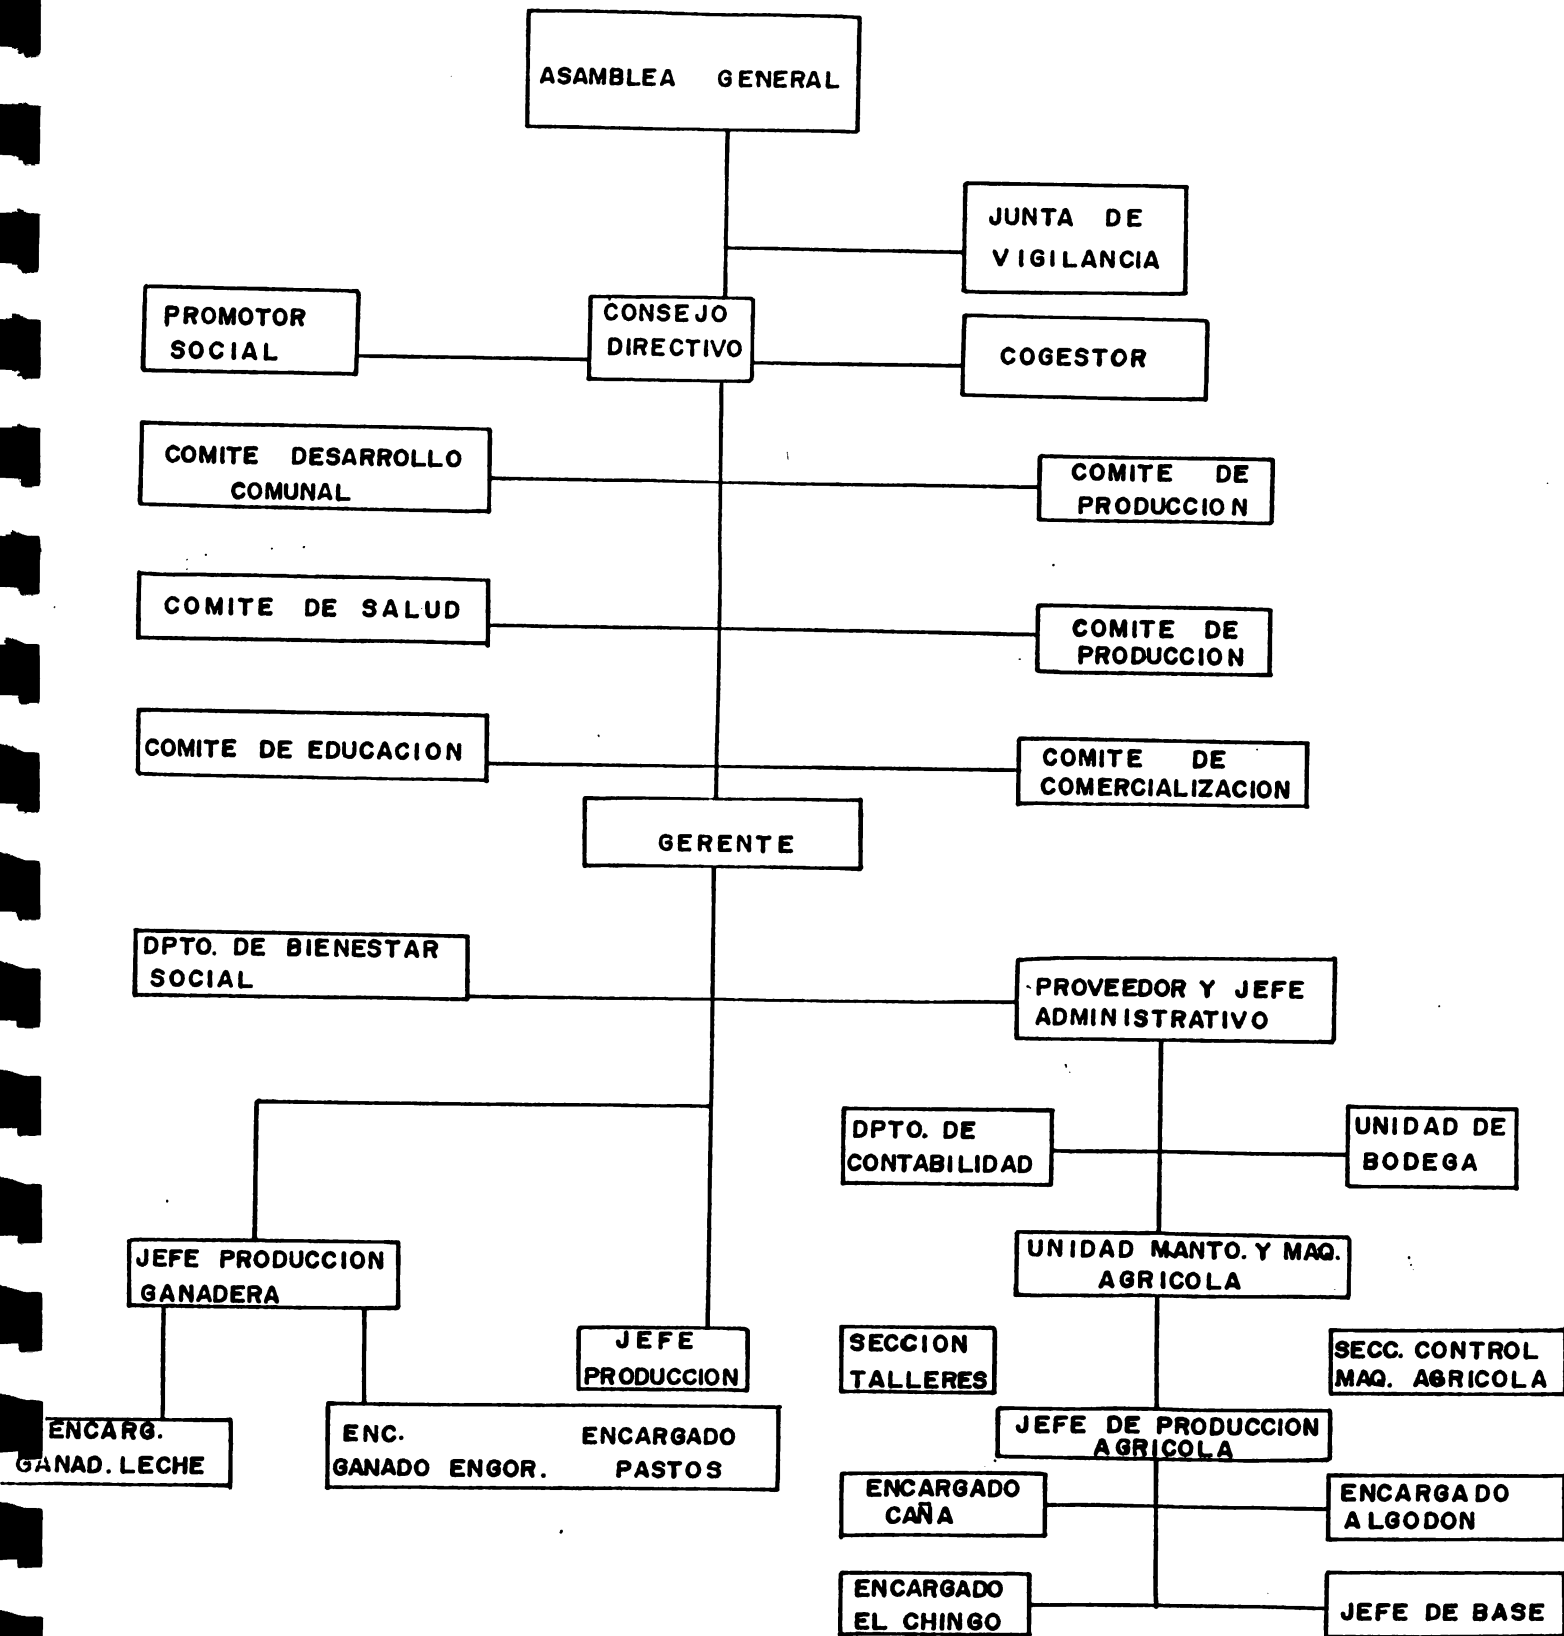 ASAMBLEA GENERAL
JUNTA DE
VIGILANCIA
PROMOTOR
SOCIAL
CONSEJO
DIRECTIVO
COGESTOR
COMITE DESARROLLO
COMUNAL
COMITE DE
PRODUCCION
COMITE DE SALUD
COMITE DE
PRODUCCION
COMITE DE EDUCACION
COMITE DE
COMERCIALIZACION
GERENTE
DPTO. DE BIENESTAR
SOCIAL
PROVEEDOR Y JEFE
ADMINISTRATIVO
DPTO. DE
CONTABILIDAD
UNIDAD DE
BODEGA
JEFE PRODUCCION
GANADERA
UNIDAD MANTO. Y MAQ.
AGRICOLA
JEFE
PRODUCCION
SECCION
TALLERES
SECC. CONTROL
MAQ. AGRICOLA
ENCARG.
GANAD. LECHE
ENC.
GANADO ENGOR.
ENCARGADO
PASTOS
JEFE DE PRODUCCION
AGRICOLA
ENCARGADO
CAÑA
ENCARGADO
ALGODON
ENCARGADO
EL CHINGO
JEFE DE BASE